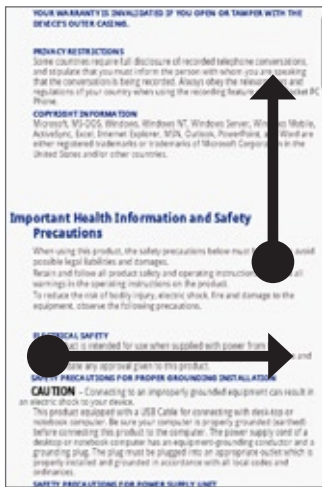 YOUR WARRANTY IS INVALIDATED IF YOU OPEN OR TAMPER WITH THE
DEVICE'S OUTER CASING.
PRIVACY RESTRICTIONS
Some countries require full disclosure of recorded telephone conversations,
and stipulate that you must inform the person with whom you are speaking
that the conversation is being recorded. Always obey the relevant and
regulations of your country when using the recording feature PC
Phone.
COPYRIGHT INFORMATION
Microsoft, MS-DOS, Windows, Windows NT, Windows Server, Windows Mobile,
ActiveSync, Excel, Internet Explorer, MSN, Outlook, PowerPoint, and Word are
either registered trademarks or trademarks of Microsoft Corporation in the
United States and/or other countries.
Important Health Information and Safety
Precautions
When using this product, the safety precautions below must avoid
possible legal liabilities and damages.
Retain and follow all product safety and operating instructions all
warnings in the operating instructions on the product.
To reduce the risk of bodily injury, electric shock, fire and damage to the
equipment, observe the following precautions.
ELECTRICAL SAFETY
is intended for use when supplied with power from
and
any approval given to this product.
SAFETY PRECAUTIONS FOR PROPER GROUNDING INSTALLATION
CAUTION - Connecting to an improperly grounded equipment can result in
an electric shock to your device.
This product equipped with a USB Cable for connecting with desk-top or
notebook computer. Be sure your computer is properly grounded (earthed)
before connecting this product to the computer. The power supply cord of a
desktop or notebook computer has an equipment-grounding conductor and a
grounding plug. The plug must be plugged into an appropriate outlet which is
properly installed and grounded in accordance with all local codes and
ordinances.
SAFETY PRECAUTIONS FOR POWER SUPPLY UNIT